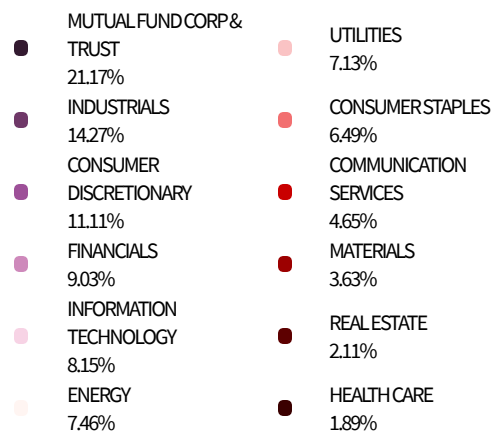 MUTUAL FUND CORP &
TRUST
21.17%
INDUSTRIALS
14.27%
CONSUMER
DISCRETIONARY
11.11%
FINANCIALS
9.03%
INFORMATION
TECHNOLOGY
8.15%
ENERGY
7.46%
UTILITIES
7.13%
CONSUMER STAPLES
6.49%
COMMUNICATION
SERVICES
4.65%
MATERIALS
3.63%
REAL ESTATE
2.11%
HEALTH CARE
1.89%